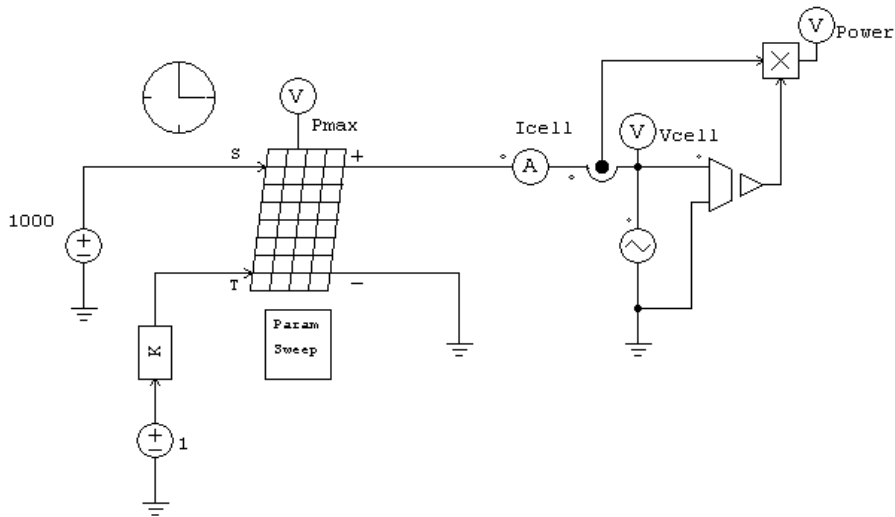 V
Power
V
Pmax
Icell
V
Vcell
S
+
A
1000
T
-
K
Param
Sweep
1